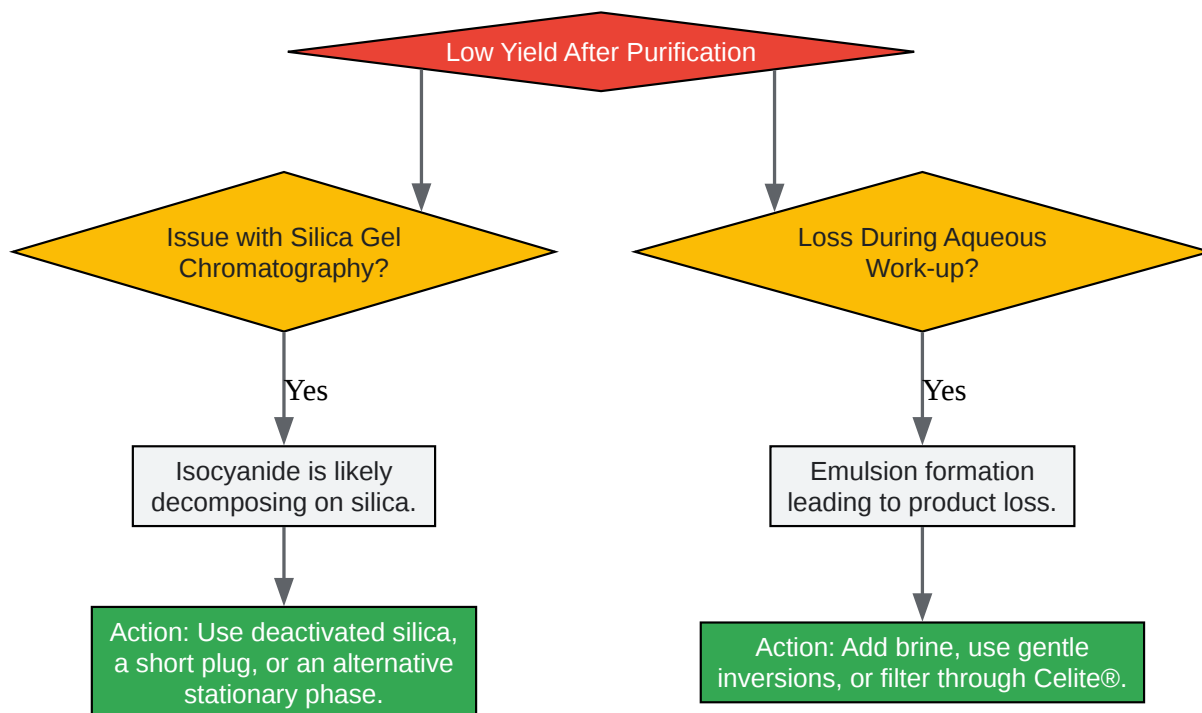 Low Yield After Purification
Issue with Silica Gel
Chromatography?
Loss During Aqueous
Work-up?
Yes
Yes
Isocyanide is likely
decomposing on silica.
Emulsion formation
leading to product loss.
Action: Use deactivated silica,
a short plug, or an alternative
stationary phase.
Action: Add brine, use gentle
inversions, or filter through Celite®.